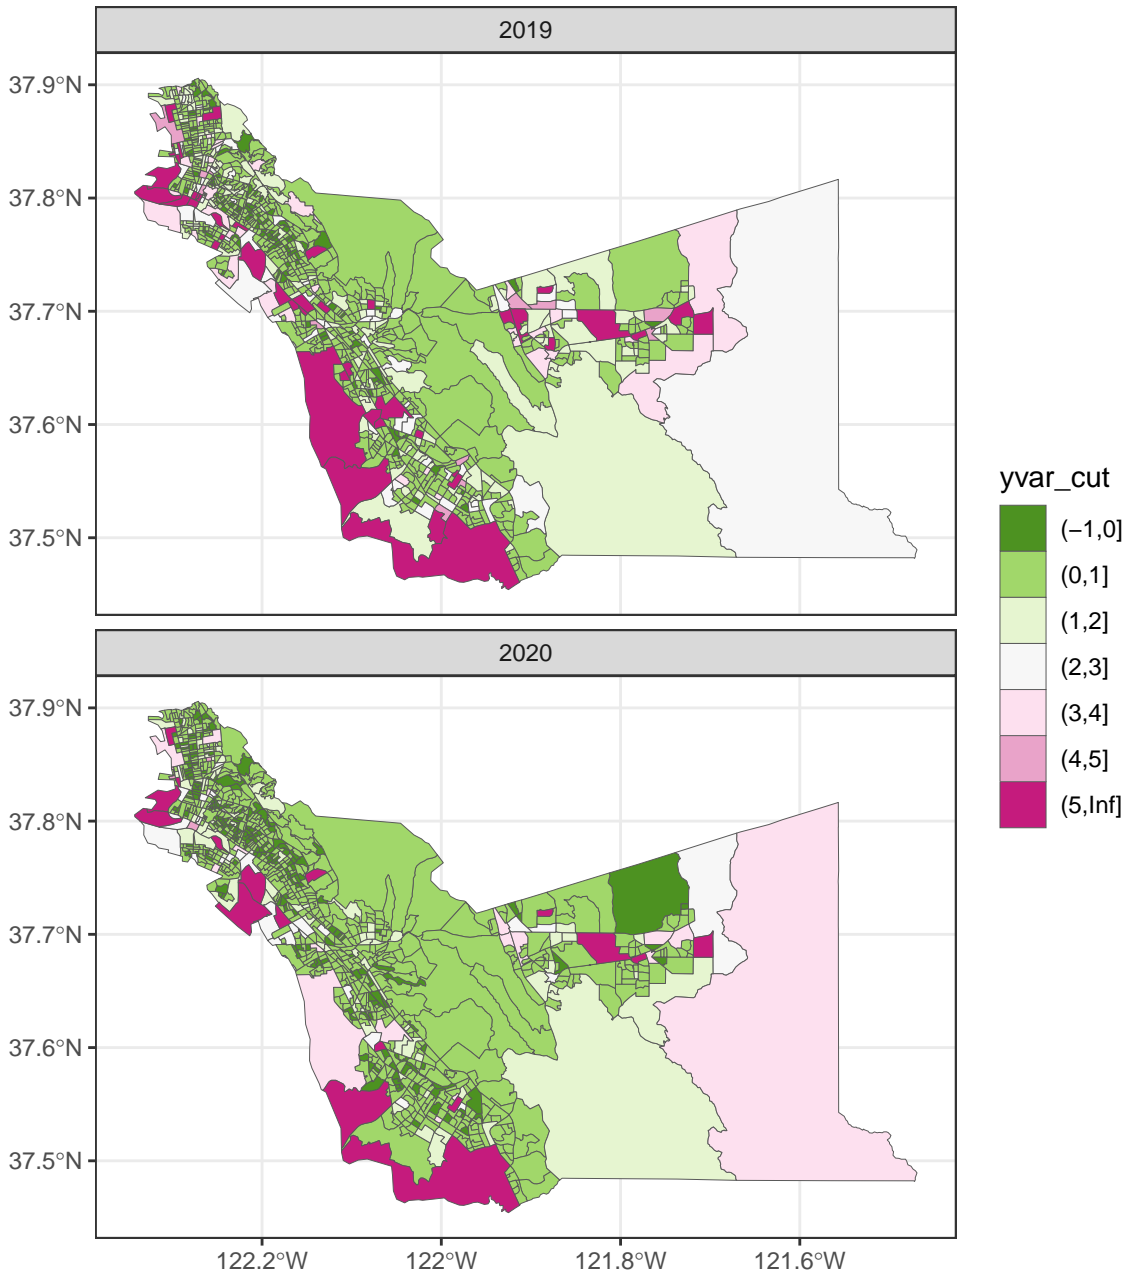 2019
37.9°N
37.8°N
37.7°N
37.6°N
37.5°N
2020
37.9°N
37.8°N
37.7°N
37.6°N
37.5°N
122.2°W
122°W
121.8°W
121.6°W
yvar_cut
(−1,0]
(0,1]
(1,2]
(2,3]
(3,4]
(4,5]
(5,Inf]